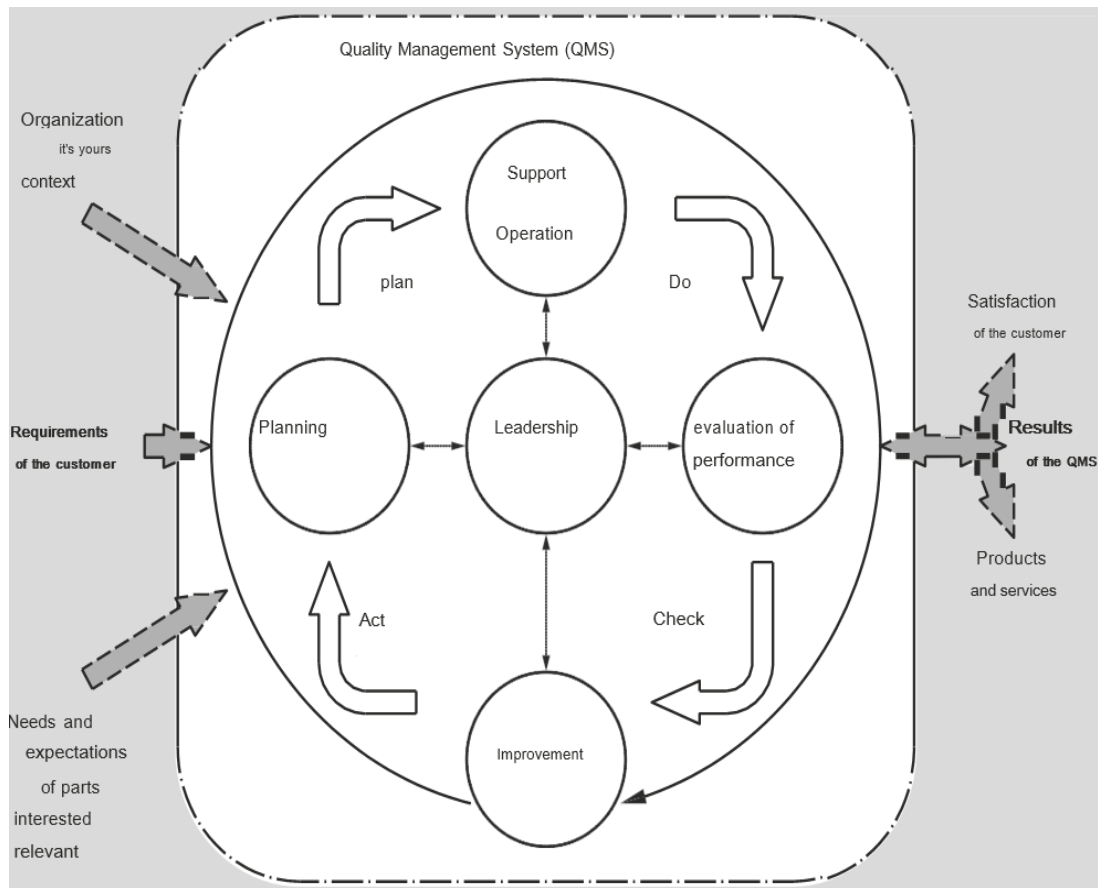 Quality Management System (QMS)
Organization
it's yours
context
Support
Operation
plan
Do
Satisfaction
of the customer
Requirements
of the customer
Planning
Leadership
evaluation of
performance
Results
of the QMS
Products
and services
Act
Check
Needs and
expectations
of parts
interested
relevant
Improvement